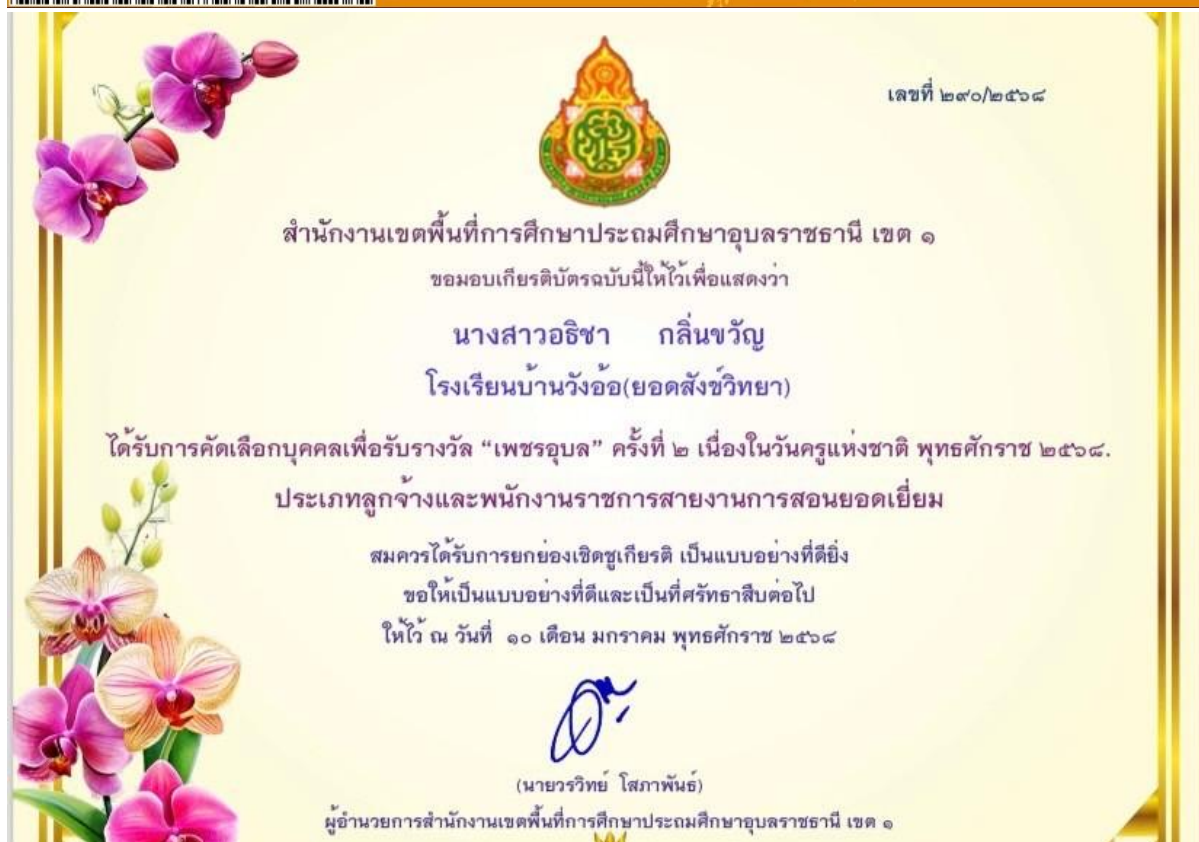 เลขที่ ๒๙๐/๒๕๖๘
สำนักงานเขตพื้นที่การศึกษาประถมศึกษาอุบลราชธานี เขต ๑
ขอมอบเกียรติบัตรฉบับนี้ให้ไว้เพื่อแสดงว่า
นางสาวอธิชา กลิ่นขวัญ
โรงเรียนบ้านวังอ้อ(ยอดสังข์วิทยา)
ได้รับการคัดเลือกบุคคลเพื่อรับรางวัล “เพชรอุบล” ครั้งที่ ๒ เนื่องในวันครูแห่งชาติ พุทธศักราช ๒๕๖๘.
ประเภทลูกจ้างและพนักงานราชการสายงานการสอนยอดเยี่ยม
สมควรได้รับการยกย่องเชิดชูเกียรติ เป็นแบบอย่างที่ดียิ่ง
ขอให้เป็นแบบอย่างที่ดีและเป็นที่ศรัทธาสืบต่อไป
ให้ไว้ ณ วันที่ ๑๐ เดือน มกราคม พุทธศักราช ๒๕๖๘
(นายวรวิทย์ โสภาพันธ์)
ผู้อำนวยการสำนักงานเขตพื้นที่การศึกษาประถมศึกษาอุบลราชธานี เขต ๑